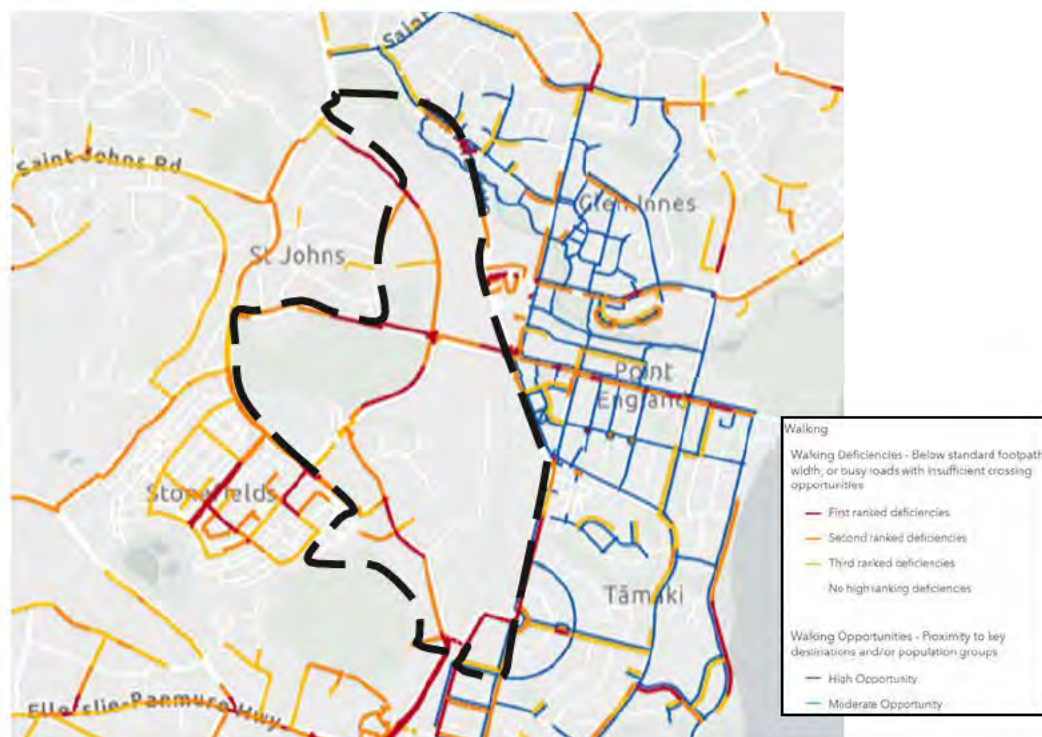 Saint
Saint Johns Rd
Glen Innes
St Johns
Point
England
Stonefields
Tāmaki
Ellerslie-Panmure Hwy
Walking
Walking Deficiencies - Below standard footpath
width, or busy roads with insufficient crossing
opportunities
First ranked deficiencies
Second ranked deficiencies
Third ranked deficiencies
No high ranking deficiencies
Walking Opportunities - Proximity to key
destinations and/or population groups
High Opportunity
Moderate Opportunity